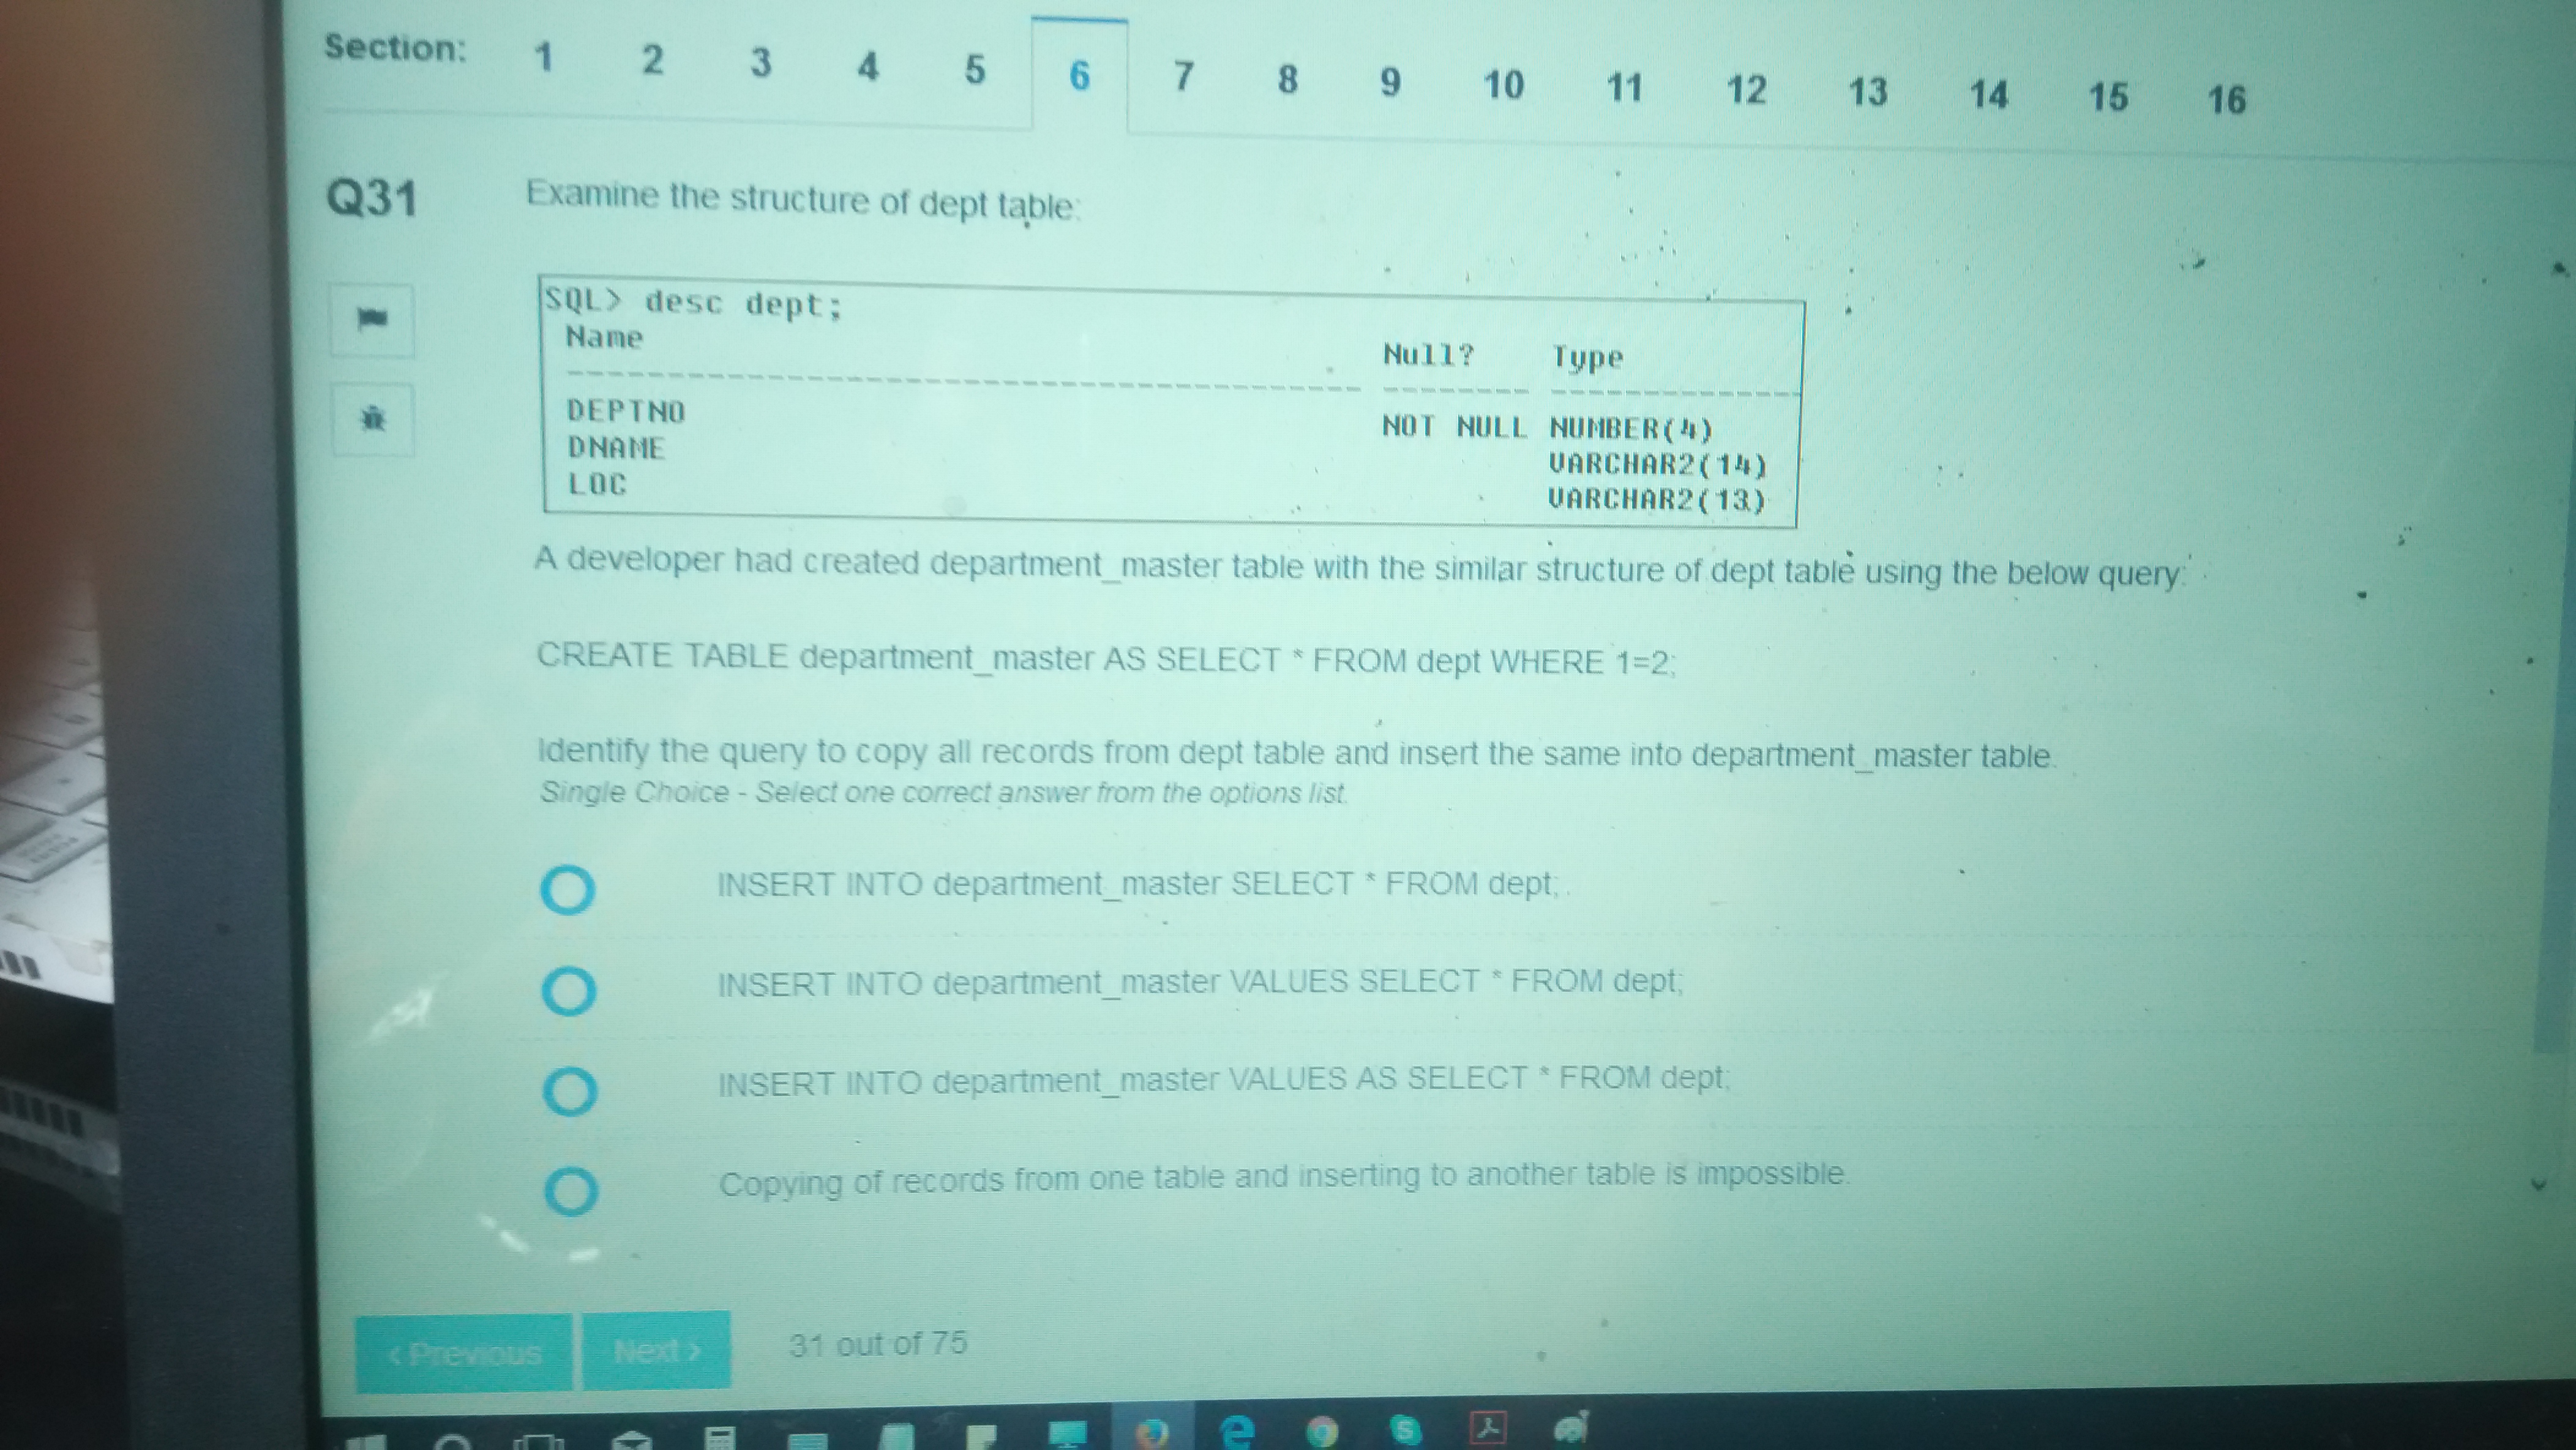 Section: 1 2 3 4 5 6 7 8 9 10 11 12 13 14 15 16
Q31 Examine the structure of dept table:
SQL> desc dept;
Name Null? Type
DEPTNO NOT NULL NUMBER(4)
DNAME VARCHAR2(14)
LOC VARCHAR2(13)
A developer had created department_master table with the similar structure of dept table using the below query:
CREATE TABLE department_master AS SELECT * FROM dept WHERE 1=2;
Identify the query to copy all records from dept table and insert the same into department_master table.
Single Choice - Select one correct answer from the options list.
INSERT INTO department_master SELECT * FROM dept;
INSERT INTO department_master VALUES SELECT * FROM dept;
INSERT INTO department_master VALUES AS SELECT * FROM dept;
Copying of records from one table and inserting to another table is impossible.
< Previous Next > 31 out of 75